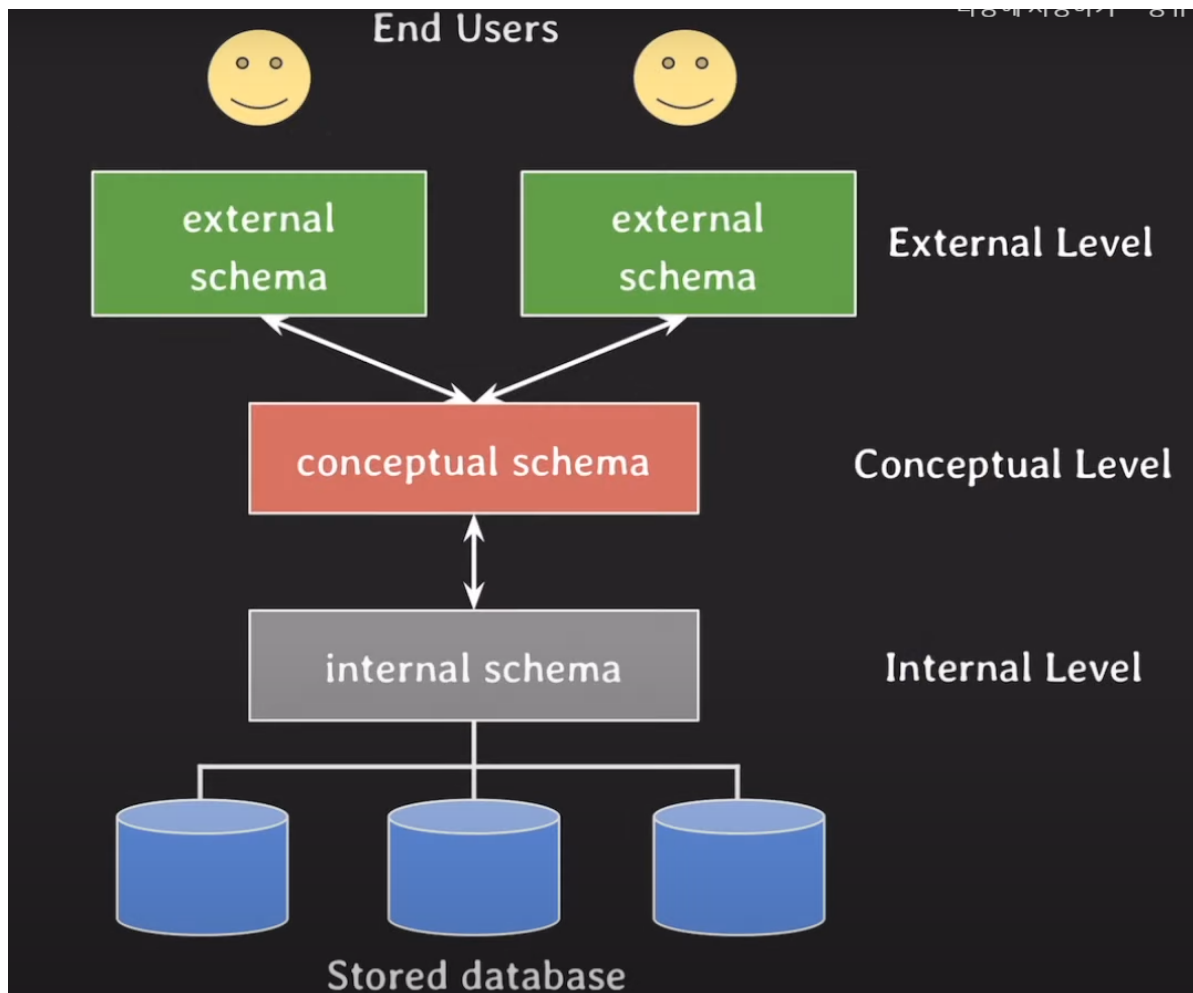 End Users
external
schema
external
schema
External Level
conceptual schema
Conceptual Level
internal schema
Internal Level
Stored database